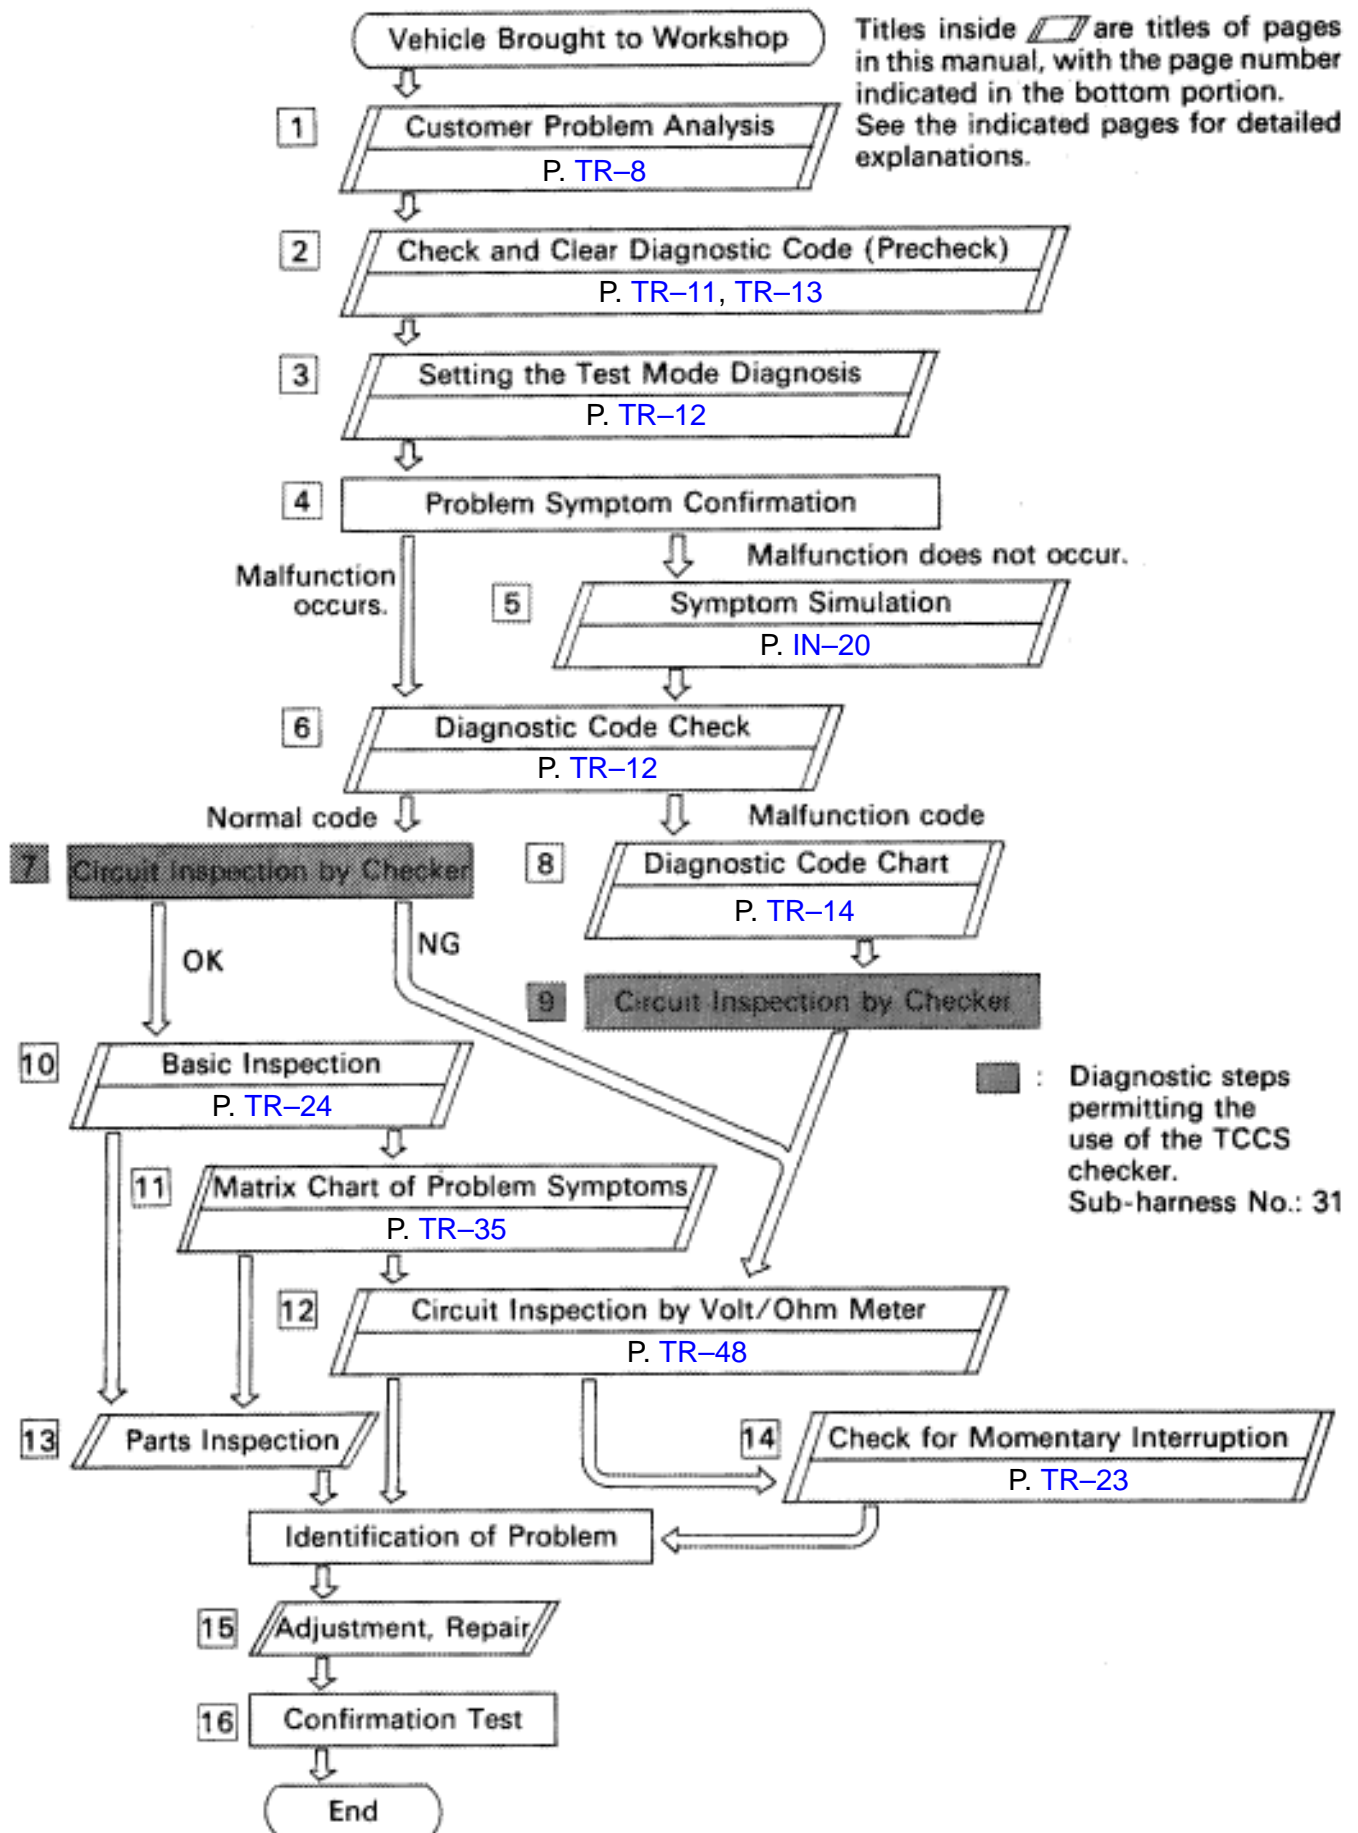 Vehicle Brought to Workshop
Titles inside are titles of pages
in this manual, with the page number
indicated in the bottom portion.
See the indicated pages for detailed
explanations.
1
Customer Problem Analysis
P. TR–8
2
Check and Clear Diagnostic Code (Precheck)
P. TR–11, TR–13
3
Setting the Test Mode Diagnosis
P. TR–12
4
Problem Symptom Confirmation
Malfunction
occurs.
Malfunction does not occur.
5
Symptom Simulation
P. IN–20
6
Diagnostic Code Check
P. TR–12
Normal code
Malfunction code
7
Circuit Inspection by Checker
8
Diagnostic Code Chart
P. TR–14
OK
NG
9
Circuit Inspection by Checker
10
Basic Inspection
P. TR–24
: Diagnostic steps
permitting the
use of the TCCS
checker.
Sub-harness No.: 31
11
Matrix Chart of Problem Symptoms
P. TR–35
12
Circuit Inspection by Volt/Ohm Meter
P. TR–48
13
Parts Inspection
14
Check for Momentary Interruption
P. TR–23
Identification of Problem
15
Adjustment, Repair
16
Confirmation Test
End